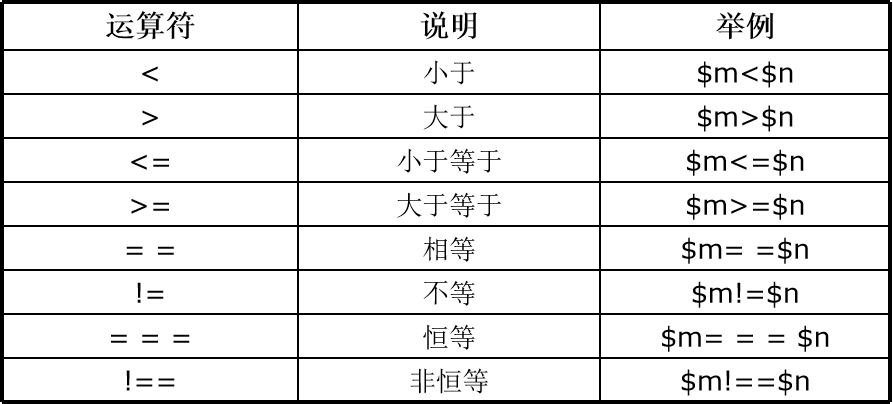 运算符 说明 举例
< 小于 $m<$n
> 大于 $m>$n
<= 小于等于 $m<=$n
>= 大于等于 $m>=$n
= = 相等 $m= =$n
!= 不等 $m!=$n
= = = 恒等 $m= = = $n
!== 非恒等 $m!==$n